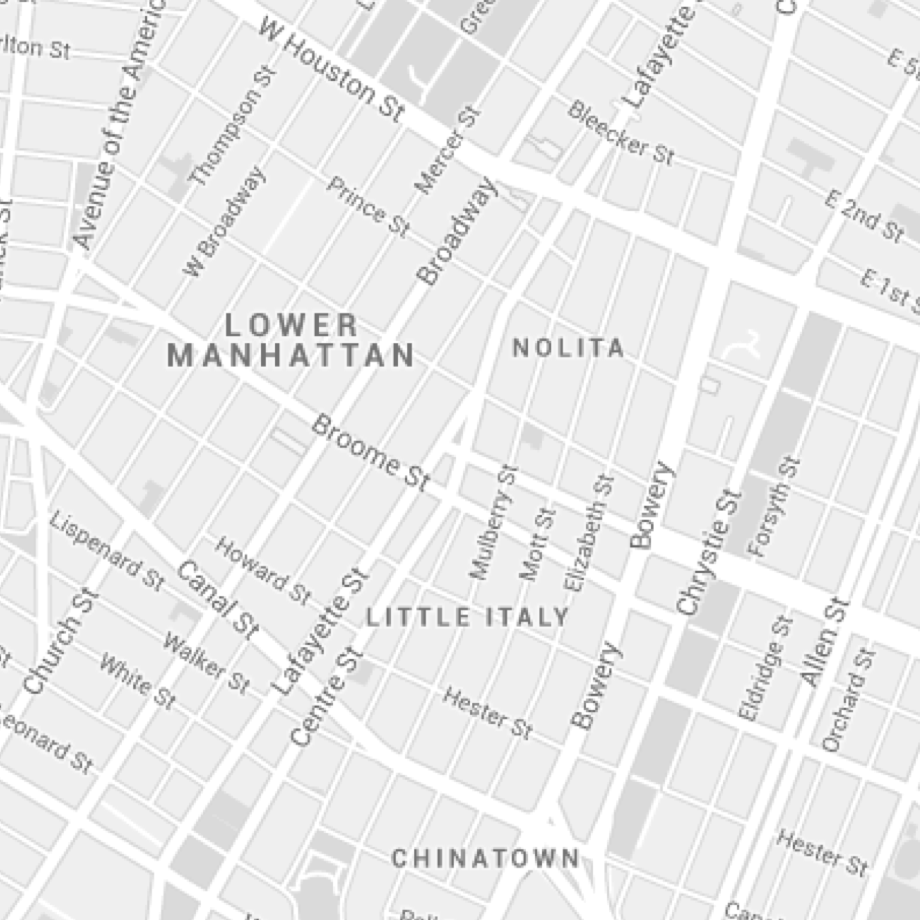 W Houston St
Lafayette
E 5
rlton St
Avenue of the Americ
Thompson St
Mercer St
Bleecker St
W Broadway
Prince St
Broadway
E 2nd St
E 1st S
LOWER
MANHATTAN
NOLITA
Broome St
Mulberry St
Mott St
Elizabeth St
Bowery
Chrystie St
Forsyth St
Lispenard St
Canal St
Howard St
Lafayette St
LITTLE ITALY
Church St
Walker St
White St
Centre St
Hester St
Bowery
Eldridge St
Allen St
Orchard St
Leonard St
CHINATOWN
Hester St